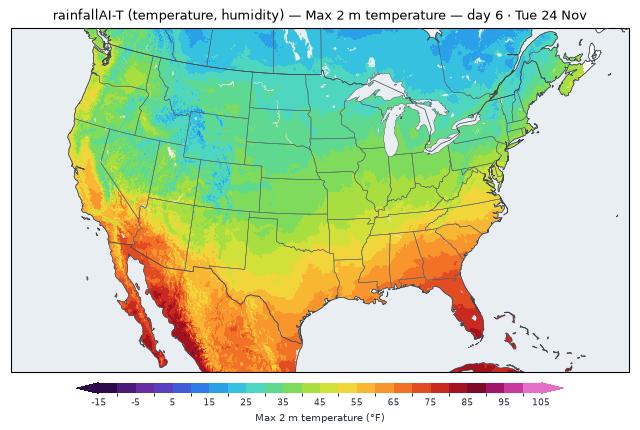 rainfallAI-T (temperature, humidity) — Max 2 m temperature — day 6 · Tue 24 Nov
-15 -5 5 15 25 35 45 55 65 75 85 95 105
Max 2 m temperature (°F)